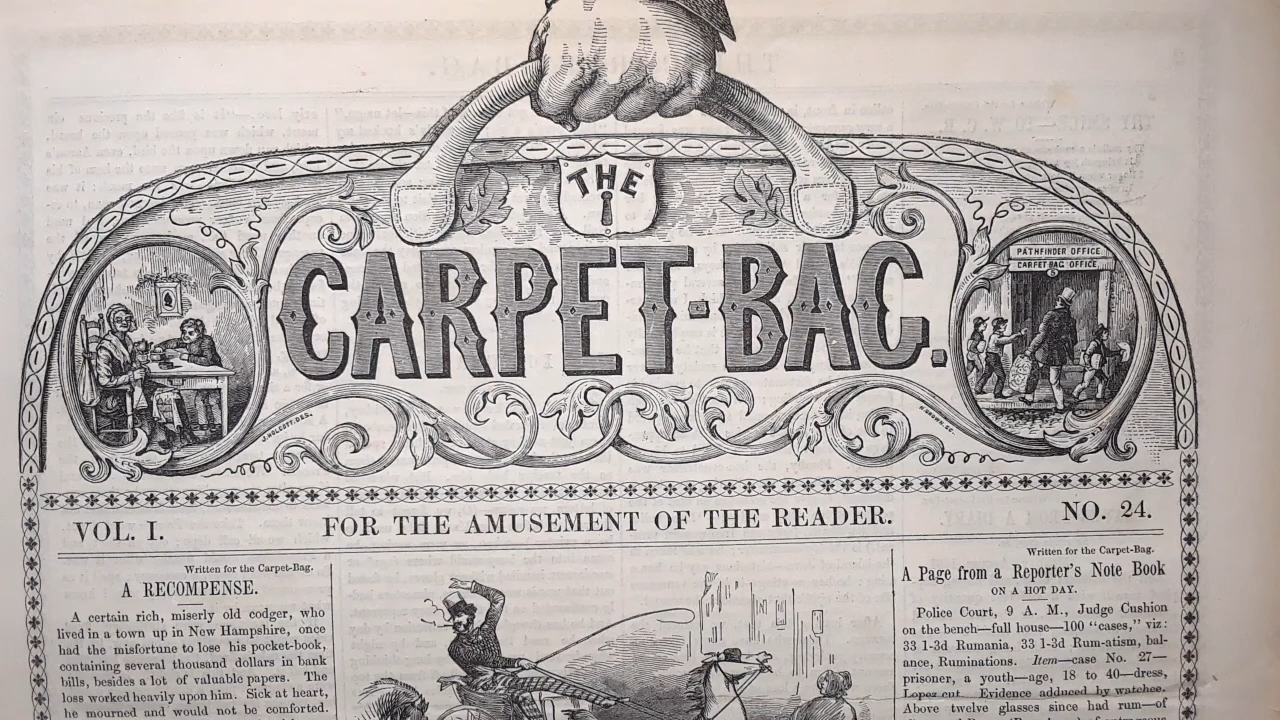 THE
CARPET-BAG.
PATHFINDER OFFICE
CARPET BAG OFFICE
5
J. WOLCOTT. DES.
N. BROWN. SC.
VOL. I.
FOR THE AMUSEMENT OF THE READER.
NO. 24.
Written for the Carpet-Bag.
A RECOMPENSE.
A certain rich, miserly old codger, who
lived in a town up in New Hampshire, once
had the misfortune to lose his pocket-book,
containing several thousand dollars in bank
bills, besides a lot of valuable papers. The
loss worked heavily upon him. Sick at heart,
he mourned and would not be comforted.
Written for the Carpet-Bag.
A Page from a Reporter's Note Book
ON A HOT DAY.
Police Court, 9 A. M., Judge Cushion
on the bench—full house—100 "cases," viz:
33 1-3d Rumania, 33 1-3d Rum-atism, bal-
ance, Ruminations. Item—case No. 27—
prisoner, a youth—age, 18 to 40—dress,
Lopez cut. Evidence adduced by watchee.
Above twelve glasses since had rum—of